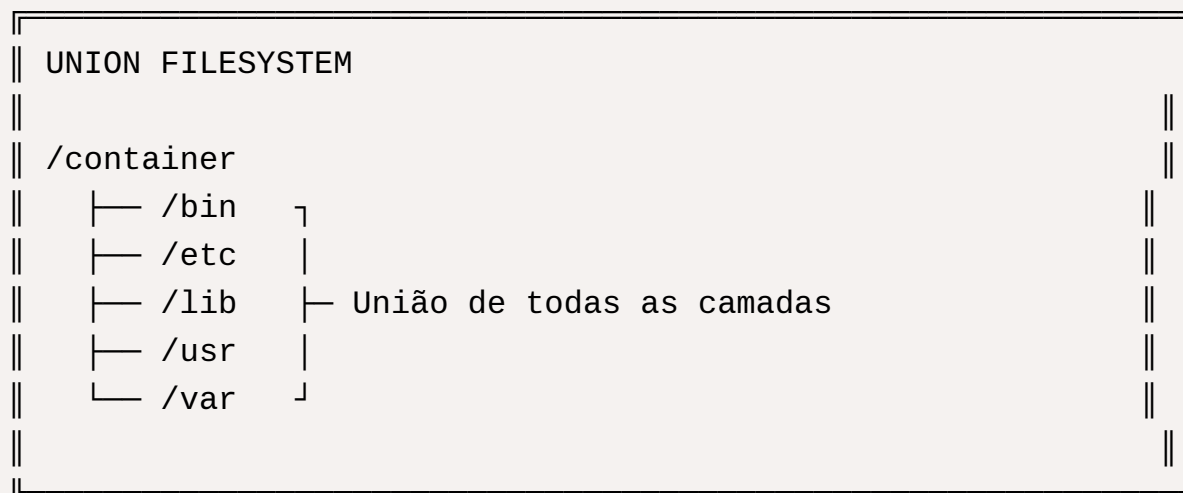 UNION FILESYSTEM
/container
├── /bin ┐
├── /etc │
├── /lib ├─ União de todas as camadas
├── /usr │
└── /var ┘